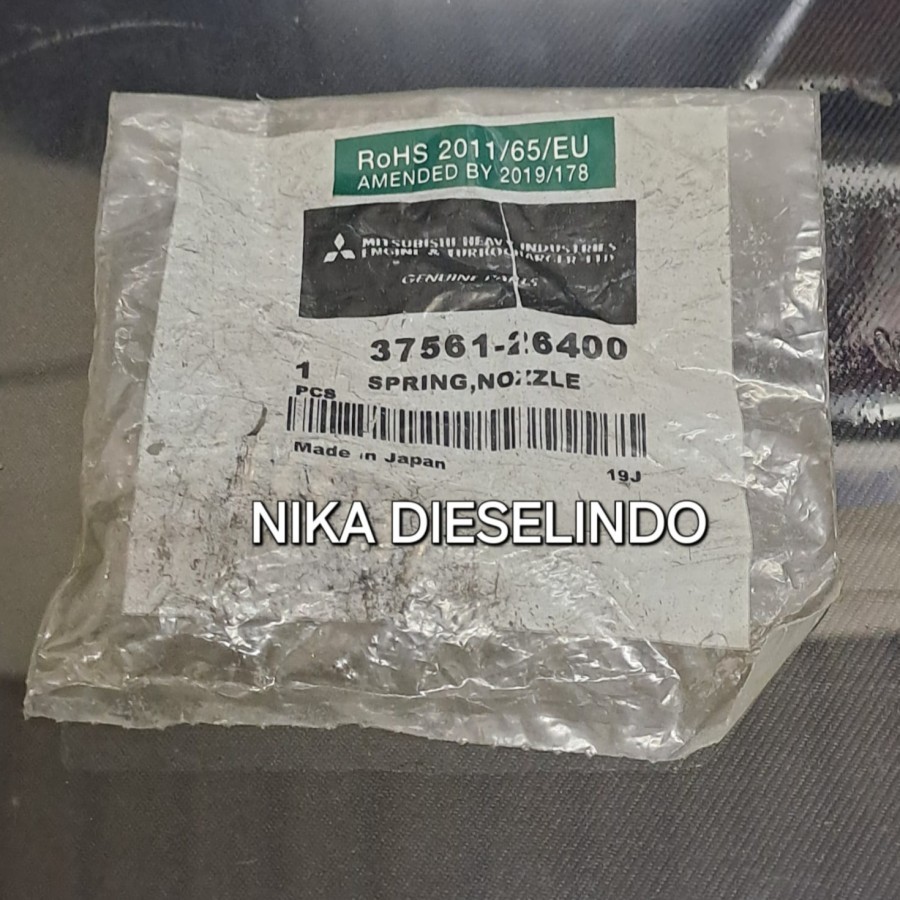 RoHS 2011/65/EU
AMENDED BY 2019/178
MITSUBISHI HEAVY INDUSTRIES
ENGINE & TURBOCHARGER, LTD
GENUINE PARTS
37561-26400
1
PCS
SPRING,NOZZLE
Made in Japan
19J
NIKA DIESELINDO